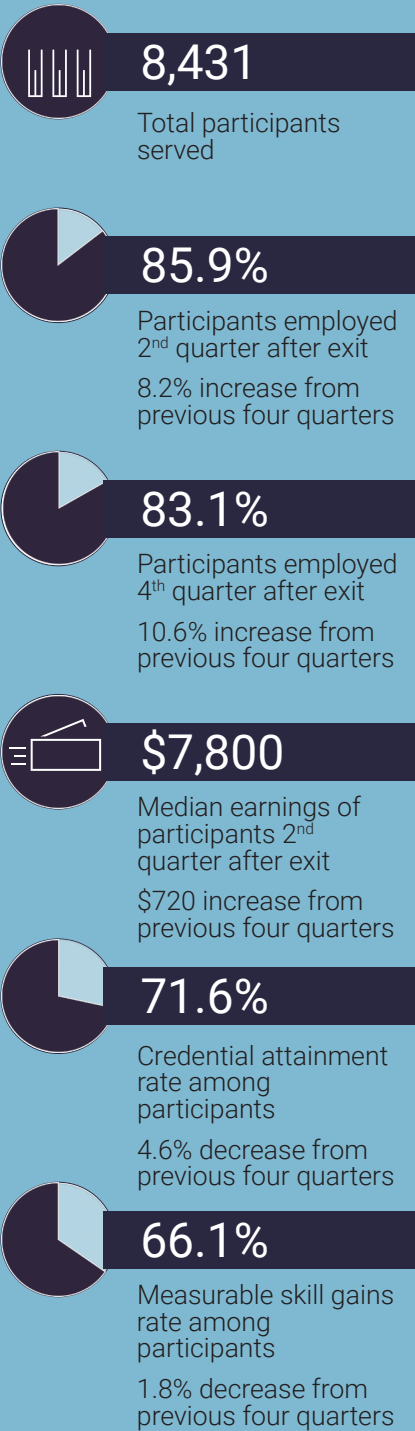 8,431
Total participants
served
85.9%
Participants employed
2nd quarter after exit
8.2% increase from
previous four quarters
83.1%
Participants employed
4th quarter after exit
10.6% increase from
previous four quarters
$7,800
Median earnings of
participants 2nd
quarter after exit
$720 increase from
previous four quarters
71.6%
Credential attainment
rate among
participants
4.6% decrease from
previous four quarters
66.1%
Measurable skill gains
rate among
participants
1.8% decrease from
previous four quarters